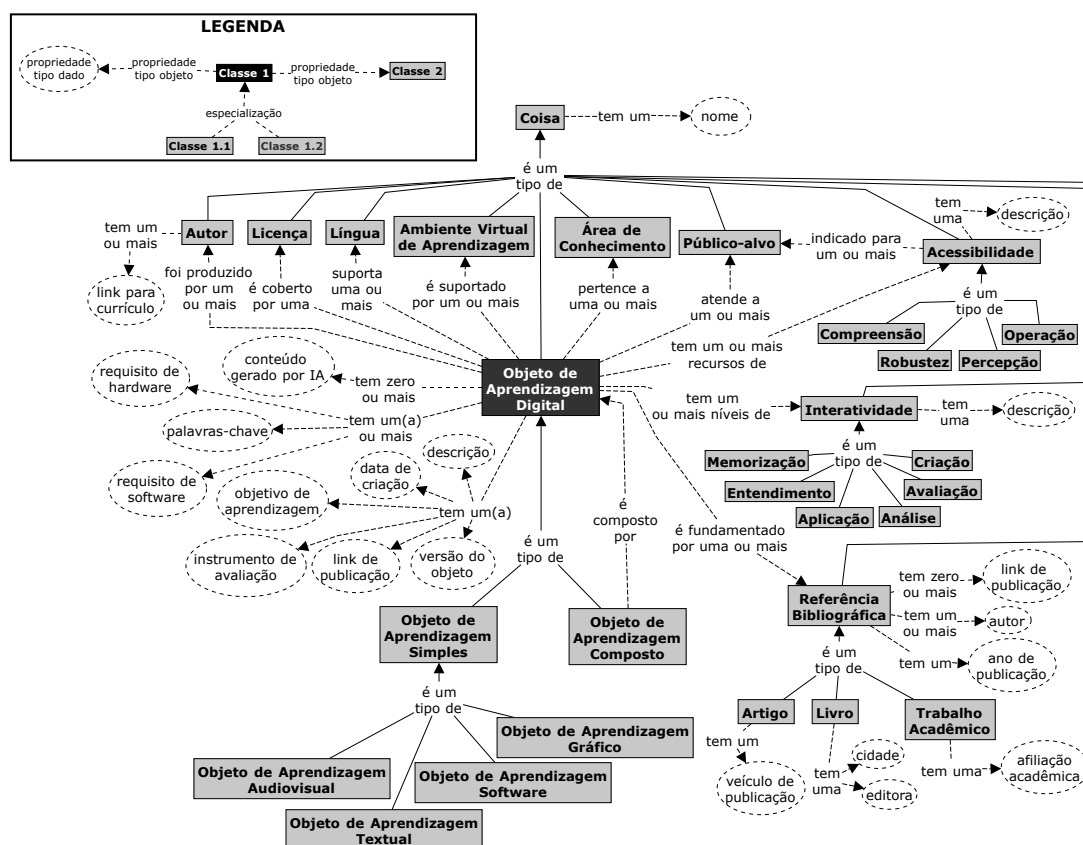 LEGENDA
propriedade
tipo dado
propriedade
tipo objeto
Classe 1
propriedade
tipo objeto
Classe 2
especialização
Classe 1.1
Classe 1.2
Coisa
tem um
nome
é um
tipo de
tem um
ou mais
Autor
Licença
Língua
Ambiente Virtual
de Aprendizagem
Área de
Conhecimento
Público-alvo
indicado para
um ou mais
tem
uma
descrição
Acessibilidade
link para
currículo
foi produzido
por um
ou mais
é coberto
por uma
suporta
uma ou
mais
é suportado
por um ou mais
pertence a
uma ou mais
atende a
um ou mais
tem um ou mais
recursos de
é um
tipo de
Compreensão
Operação
Robustez
Percepção
requisito de
hardware
conteúdo
gerado por IA
tem zero
ou mais
Objeto de
Aprendizagem
Digital
palavras-chave
tem um(a)
ou mais
requisito de
software
tem um
ou mais níveis de
Interatividade
tem
uma
descrição
é um
tipo de
Memorização
Criação
Entendimento
Avaliação
Aplicação
Análise
descrição
data de
criação
objetivo de
aprendizagem
tem um(a)
instrumento de
avaliação
link de
publicação
versão do
objeto
é um
tipo de
é
composto
por
é fundamentado
por uma ou mais
Objeto de
Aprendizagem
Simples
Objeto de
Aprendizagem
Composto
é um
tipo de
Objeto de Aprendizagem
Gráfico
Objeto de Aprendizagem
Audiovisual
Objeto de Aprendizagem
Software
Objeto de Aprendizagem
Textual
Referência
Bibliográfica
tem zero
ou mais
link de
publicação
tem um
ou mais
autor
tem um
ano de
publicação
é um
tipo de
Artigo
Livro
Trabalho
Acadêmico
tem um
veículo de
publicação
tem
uma
cidade
editora
tem uma
afiliação
acadêmica